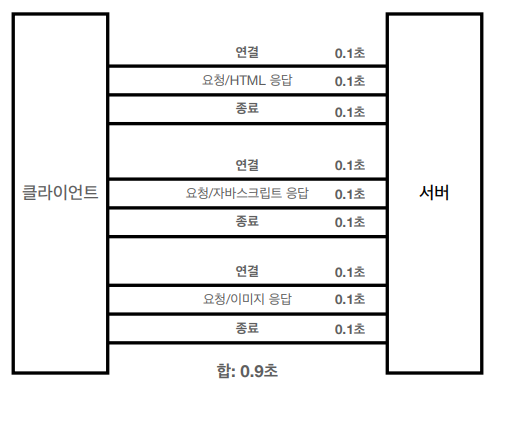 연결 0.1초
요청/HTML 응답 0.1초
종료 0.1초
연결 0.1초
클라이언트
요청/자바스크립트 응답 0.1초
서버
종료 0.1초
연결 0.1초
요청/이미지 응답 0.1초
종료 0.1초
합: 0.9초